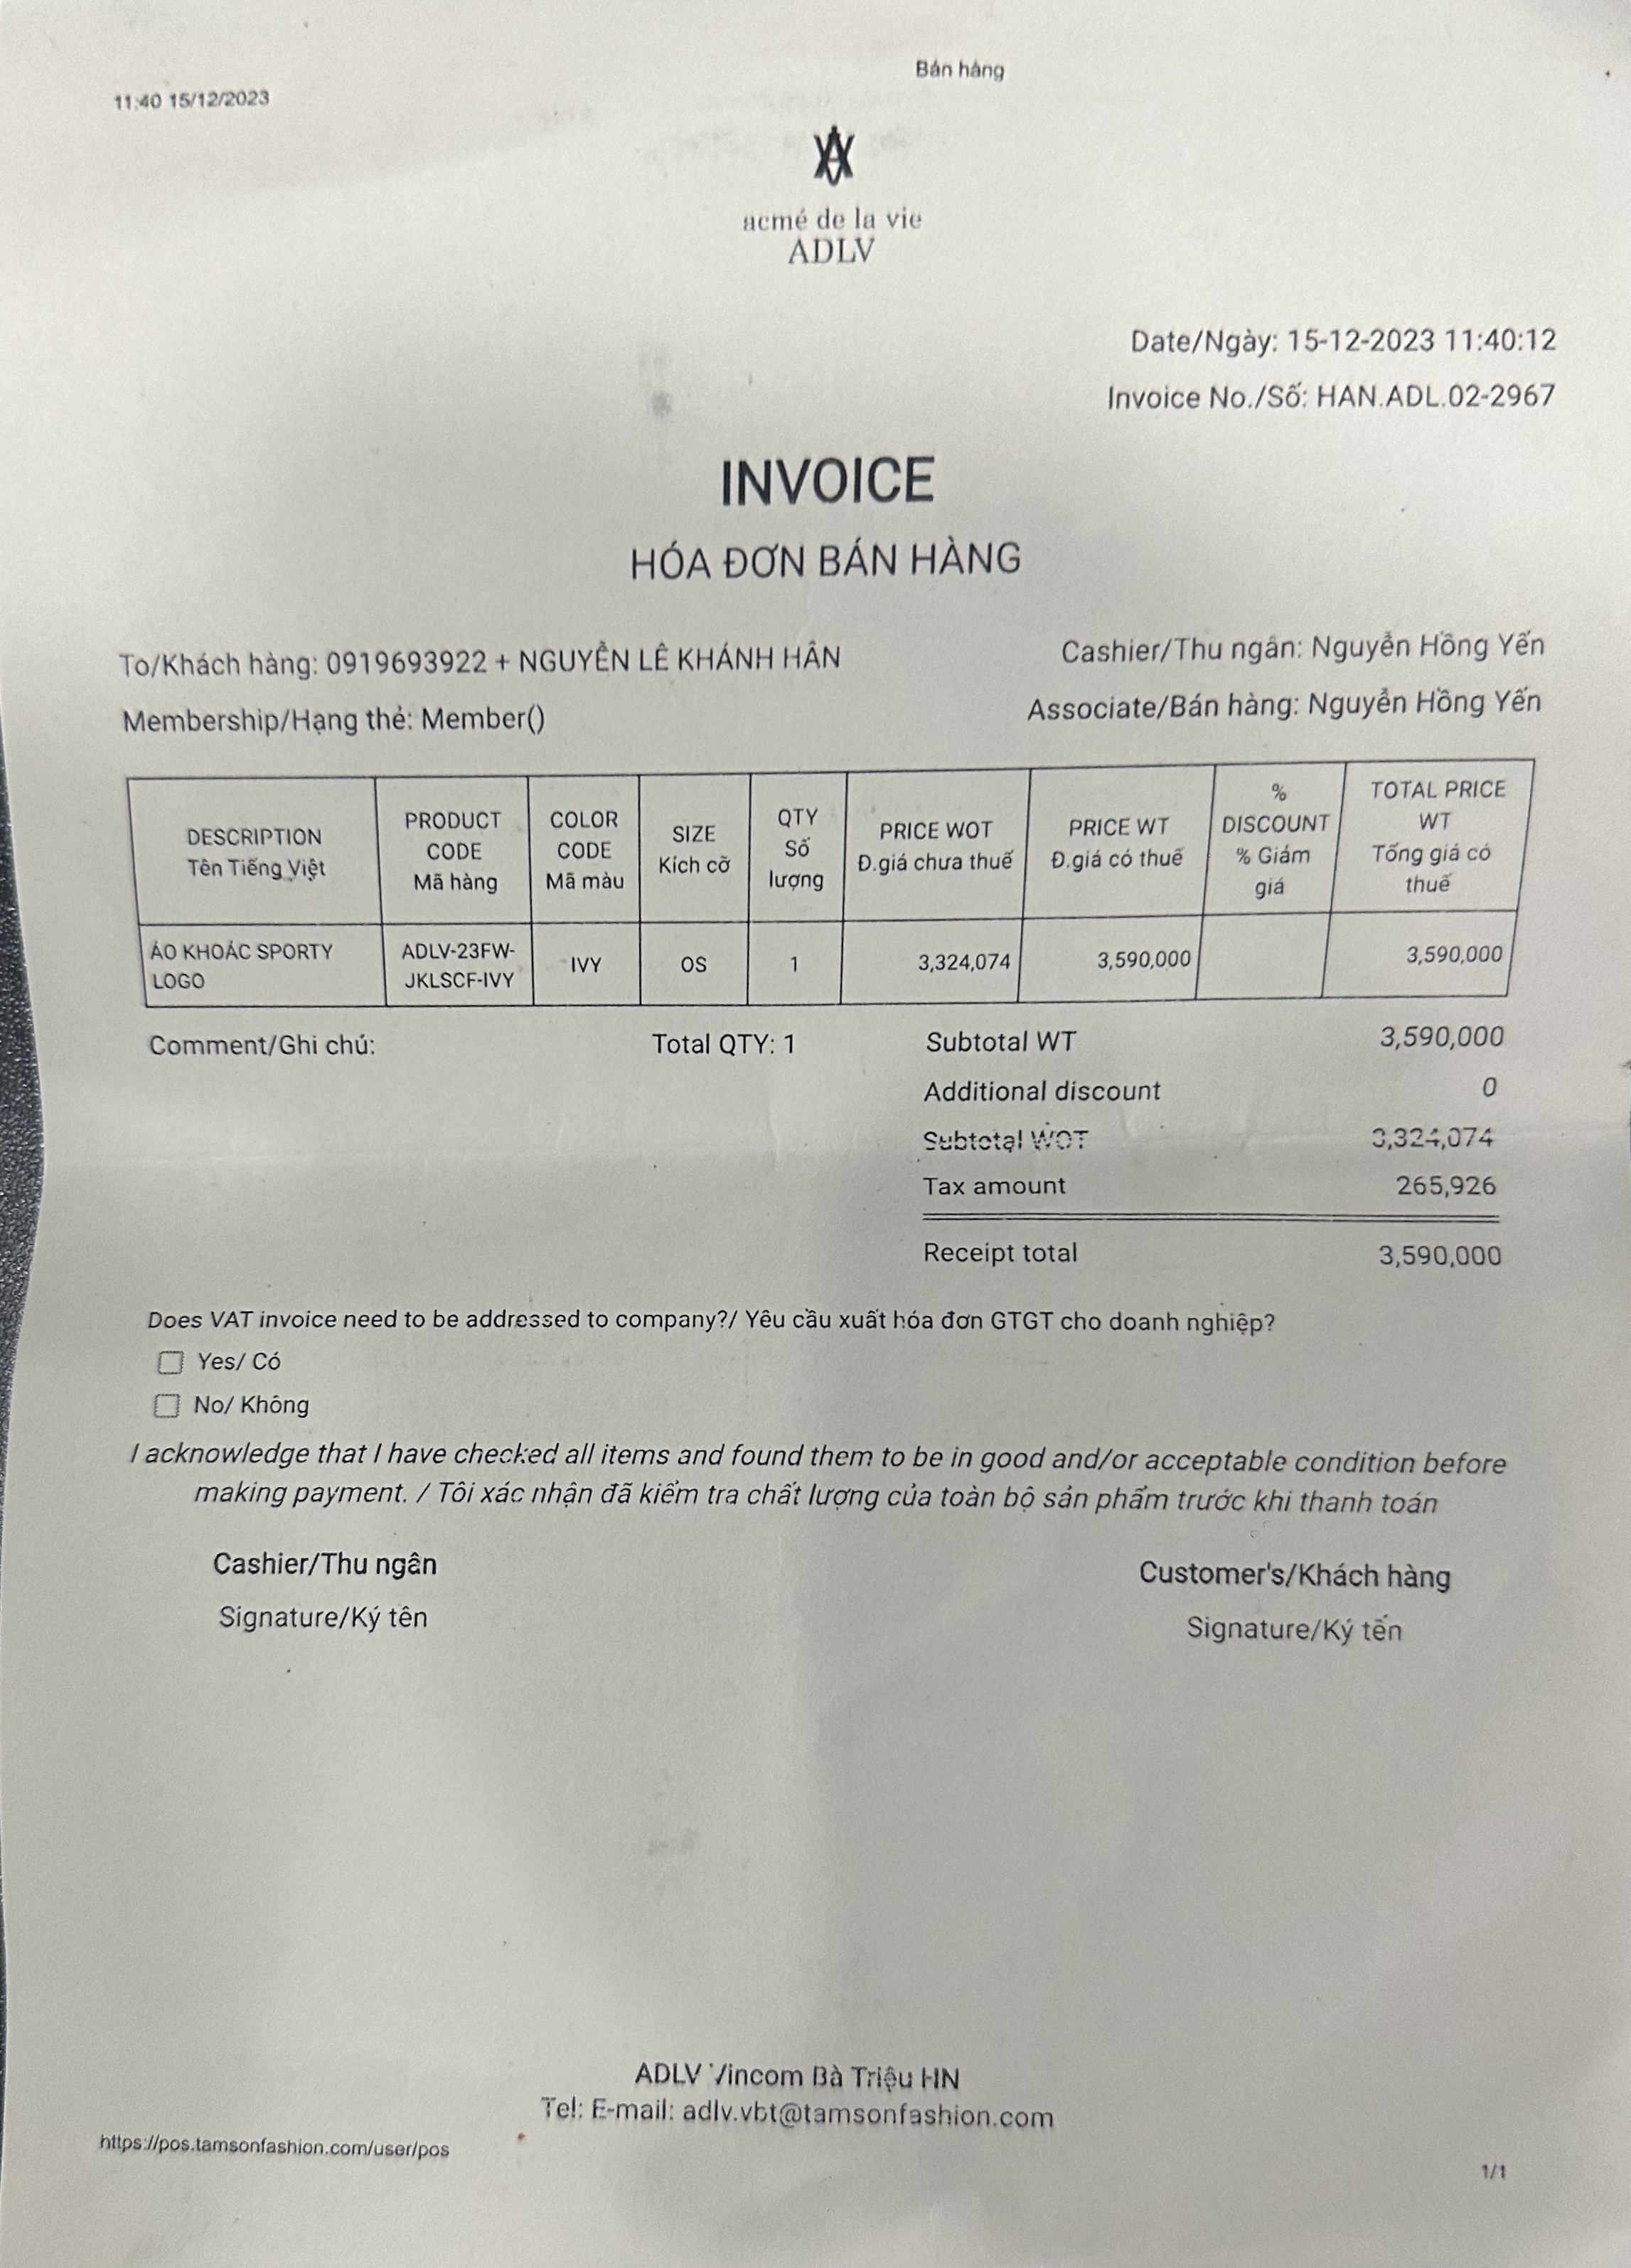 Bán hàng
11:40 15/12/2023
acmé de la vie
ADLV
Date/Ngày: 15-12-2023 11:40:12
Invoice No./Số: HAN.ADL.02-2967
INVOICE
HÓA ĐƠN BÁN HÀNG
To/Khách hàng: 0919693922 + NGUYỄN LÊ KHÁNH HÂN
Cashier/Thu ngân: Nguyễn Hồng Yến
Membership/Hạng thẻ: Member()
Associate/Bán hàng: Nguyễn Hồng Yến
DESCRIPTION
Tên Tiếng Việt
PRODUCT
CODE
Mã hàng
COLOR
CODE
Mã màu
SIZE
Kích cỡ
QTY
Số
lượng
PRICE WOT
Đ.giá chưa thuế
PRICE WT
Đ.giá có thuế
%
DISCOUNT
% Giảm
giá
TOTAL PRICE
WT
Tổng giá có
thuế
ÁO KHOÁC SPORTY
LOGO
ADLV-23FW-
JKLSCF-IVY
IVY
OS
1
3,324,074
3,590,000
3,590,000
Comment/Ghi chú:
Total QTY: 1
Subtotal WT 3,590,000
Additional discount 0
Subtotal WOT 3,324,074
Tax amount 265,926
Receipt total 3,590,000
Does VAT invoice need to be addressed to company?/ Yêu cầu xuất hóa đơn GTGT cho doanh nghiệp?
Yes/ Có
No/ Không
I acknowledge that I have checked all items and found them to be in good and/or acceptable condition before
making payment. / Tôi xác nhận đã kiểm tra chất lượng của toàn bộ sản phẩm trước khi thanh toán
Cashier/Thu ngân
Customer's/Khách hàng
Signature/Ký tên
Signature/Ký tên
ADLV Vincom Bà Triệu HN
Tel: E-mail: adlv.vbt@tamsonfashion.com
https://pos.tamsonfashion.com/user/pos
1/1